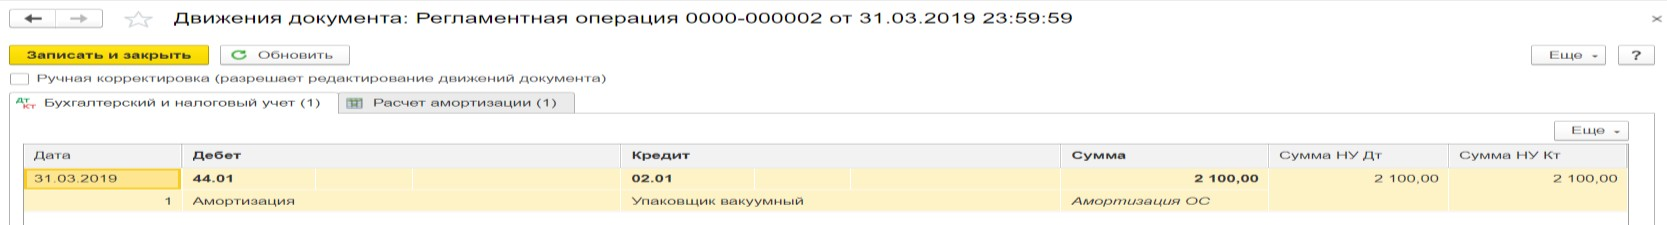 Движения документа: Регламентная операция 0000-000002 от 31.03.2019 23:59:59
Записать и закрыть Обновить Еще ?
Ручная корректировка (разрешает редактирование движений документа)
Дт Кт Бухгалтерский и налоговый учет (1) Расчет амортизации (1)
Еще
Дата Дебет Кредит Сумма Сумма НУ Дт Сумма НУ Кт
31.03.2019 44.01 02.01 2 100,00 2 100,00 2 100,00
1 Амортизация Упаковщик вакуумный Амортизация ОС